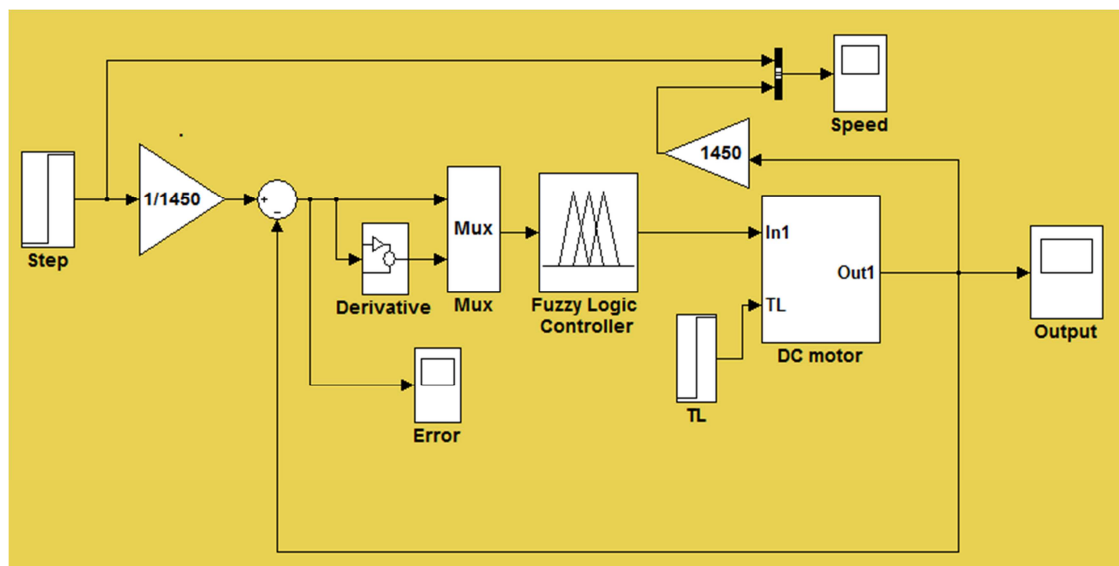 Speed
1450
1/1450
+
−
Step
Mux
Derivative
Mux
Fuzzy Logic
Controller
In1
Out1
TL
DC motor
Output
TL
Error